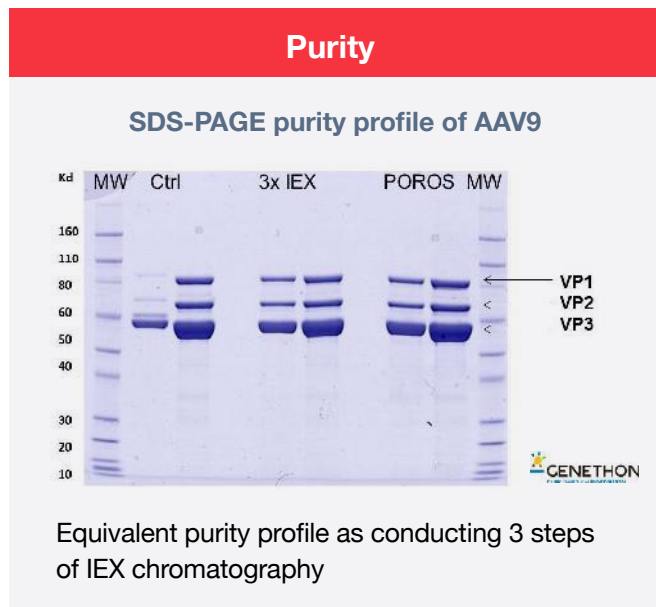 Purity
SDS-PAGE purity profile of AAV9
Kd MW Ctrl 3x IEX POROS MW
160
110
80
60
50
40
30
20
10
VP1
VP2
VP3
GENETHON
Equivalent purity profile as conducting 3 steps
of IEX chromatography